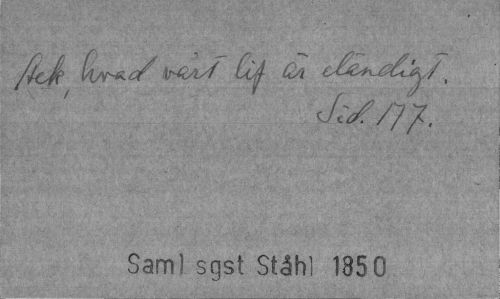 Ack, hvad vårt lif är eländigt.
Sid. 177.
Saml sgst Ståhl 1850